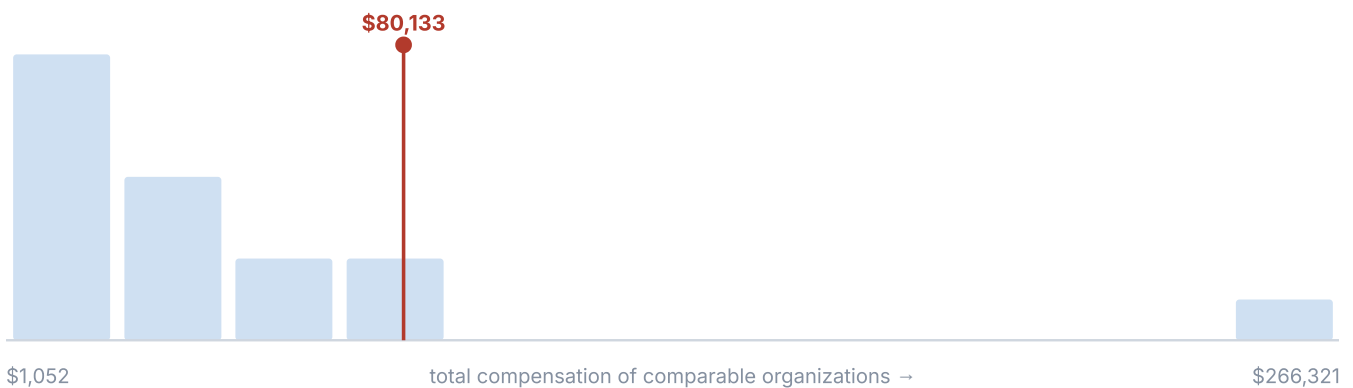 $80,133
$1,052 total compensation of comparable organizations → $266,321